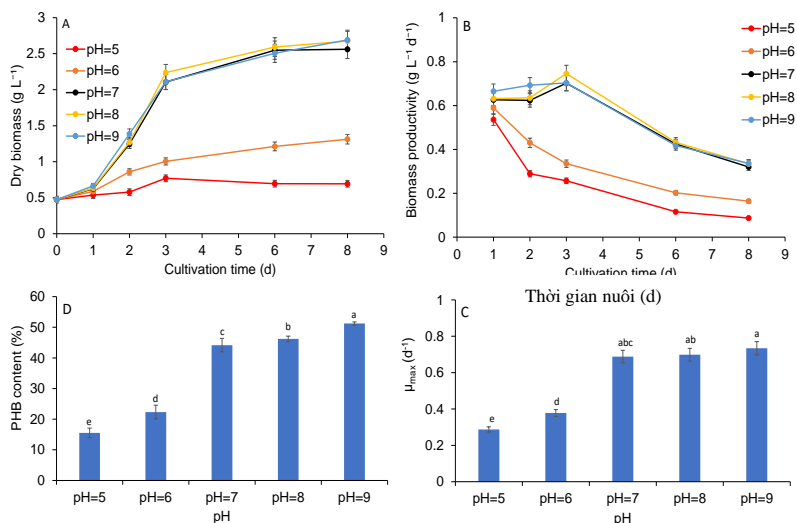 A
Dry biomass (g L⁻¹)
3
2.5
2
1.5
1
0.5
0
pH=5
pH=6
pH=7
pH=8
pH=9
0 1 2 3 4 5 6 7 8 9
Cultivation time (d)
B
Biomass productivity (g L⁻¹ d⁻¹)
1
0.8
0.6
0.4
0.2
0
pH=5
pH=6
pH=7
pH=8
pH=9
0 1 2 3 4 5 6 7 8 9
Cultivation time (d)
Thời gian nuôi (d)
D
PHB content (%)
60
50
40
30
20
10
0
e d c b a
pH=5 pH=6 pH=7 pH=8 pH=9
pH
C
μmax (d⁻¹)
1
0.8
0.6
0.4
0.2
0
e d abc ab a
pH=5 pH=6 pH=7 pH=8 pH=9
pH